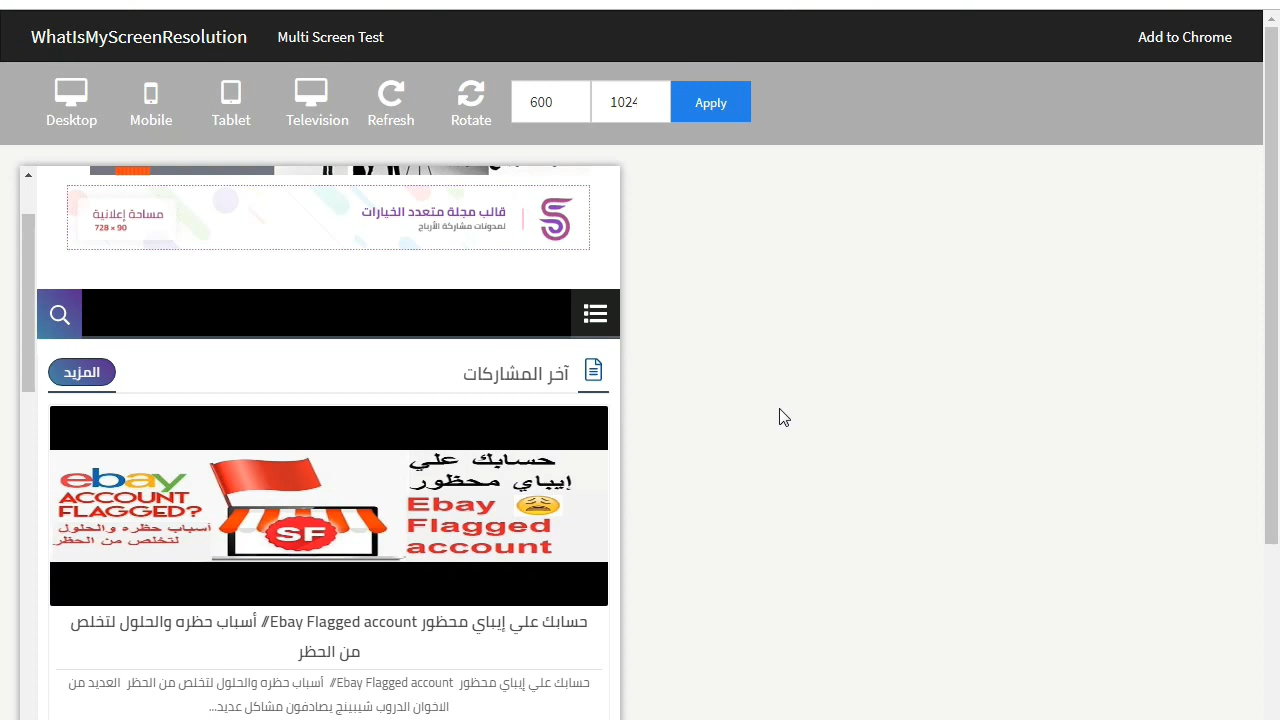 WhatIsMyScreenResolution Multi Screen Test Add to Chrome
Desktop Mobile Tablet Television Refresh Rotate 600 1024 Apply
قالب مجلة متعدد الخيارات
لمدونات مشاركة الأرباح
مساحة إعلانية
728 × 90
آخر المشاركات
المزيد
ebay
ACCOUNT
FLAGGED?
أسباب حظره والحلول
لتخلص من الحظر
SF
حسابك علي
إيباي محظور
Ebay
Flagged
account
حسابك علي إيباي محظور Ebay Flagged account// أسباب حظره والحلول لتخلص
من الحظر
حسابك علي إيباي محظور Ebay Flagged account// أسباب حظره والحلول لتخلص من الحظر العديد من
الاخوان الدروب شيبينج يصادفون مشاكل عديد...